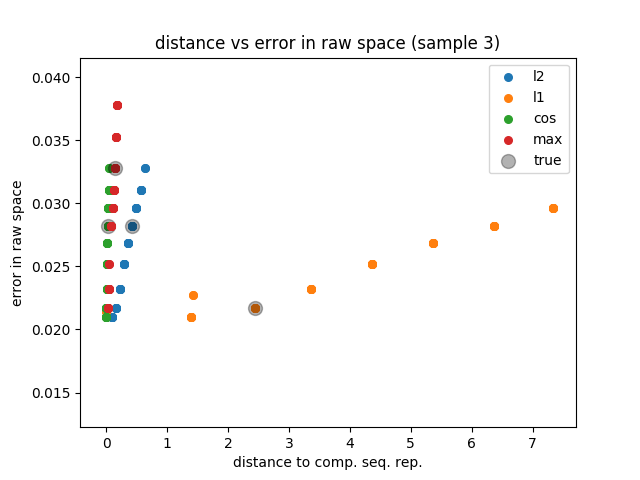 distance vs error in raw space (sample 3)
l2
l1
cos
max
true
0.040
0.035
0.030
0.025
0.020
0.015
error in raw space
0 1 2 3 4 5 6 7
distance to comp. seq. rep.